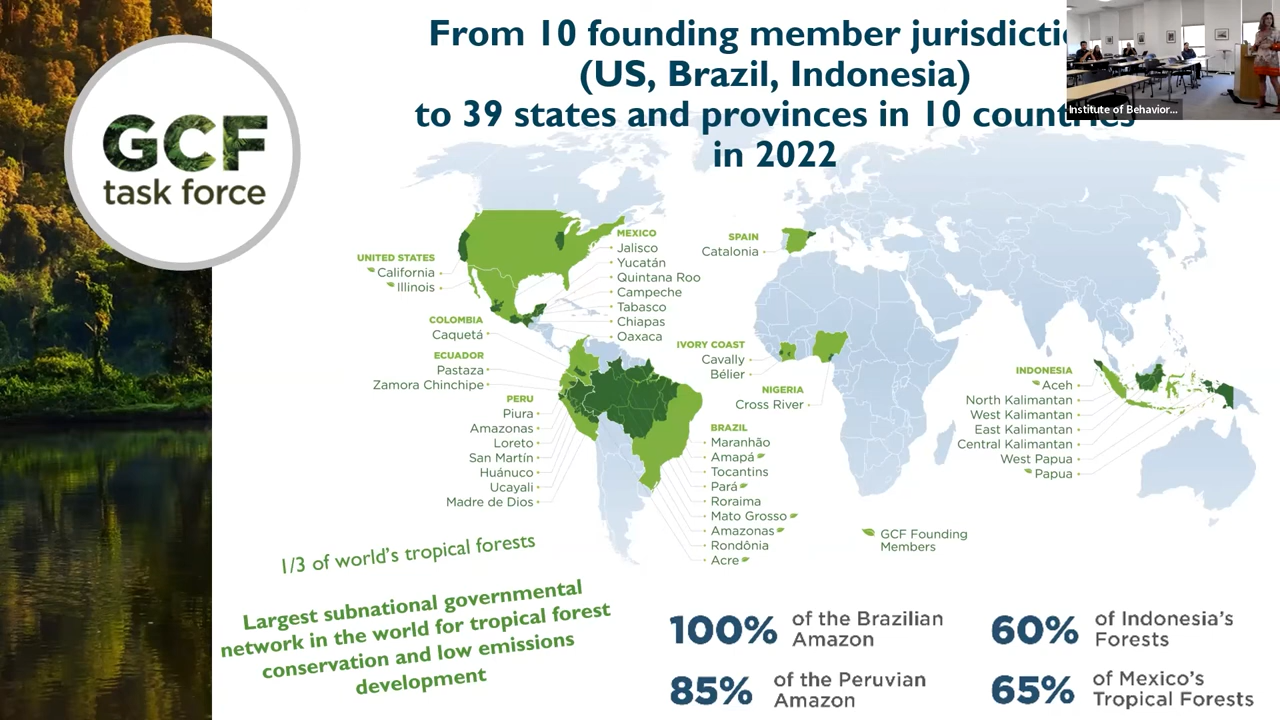 From 10 founding member
(US, Brazil, Indonesia)
to 39 states and provinces in 10 countries
in 2022
Institute of Behavior...
GCF
task force
MEXICO
Jalisco
Yucatán
Quintana Roo
Campeche
Tabasco
Chiapas
Oaxaca
SPAIN
Catalonia
UNITED STATES
California
Illinois
COLOMBIA
Caquetá
ECUADOR
Pastaza
Zamora Chinchipe
PERU
Piura
Amazonas
Loreto
San Martín
Huánuco
Ucayali
Madre de Dios
IVORY COAST
Cavally
Bélier
NIGERIA
Cross River
BRAZIL
Maranhão
Amapá
Tocantins
Pará
Roraima
Mato Grosso
Amazonas
Rondônia
Acre
INDONESIA
Aceh
North Kalimantan
West Kalimantan
East Kalimantan
Central Kalimantan
West Papua
Papua
GCF Founding
Members
1/3 of world's tropical forests
Largest subnational governmental
network in the world for tropical forest
conservation and low emissions
development
100% of the Brazilian
Amazon
60% of Indonesia's
Forests
85% of the Peruvian
Amazon
65% of Mexico's
Tropical Forests